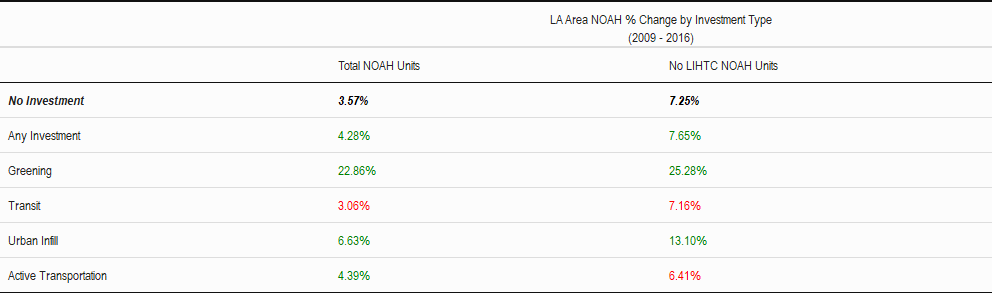 LA Area NOAH % Change by Investment Type
(2009 - 2016)
Total NOAH Units No LIHTC NOAH Units
No Investment 3.57% 7.25%
Any Investment 4.28% 7.65%
Greening 22.86% 25.28%
Transit 3.06% 7.16%
Urban Infill 6.63% 13.10%
Active Transportation 4.39% 6.41%